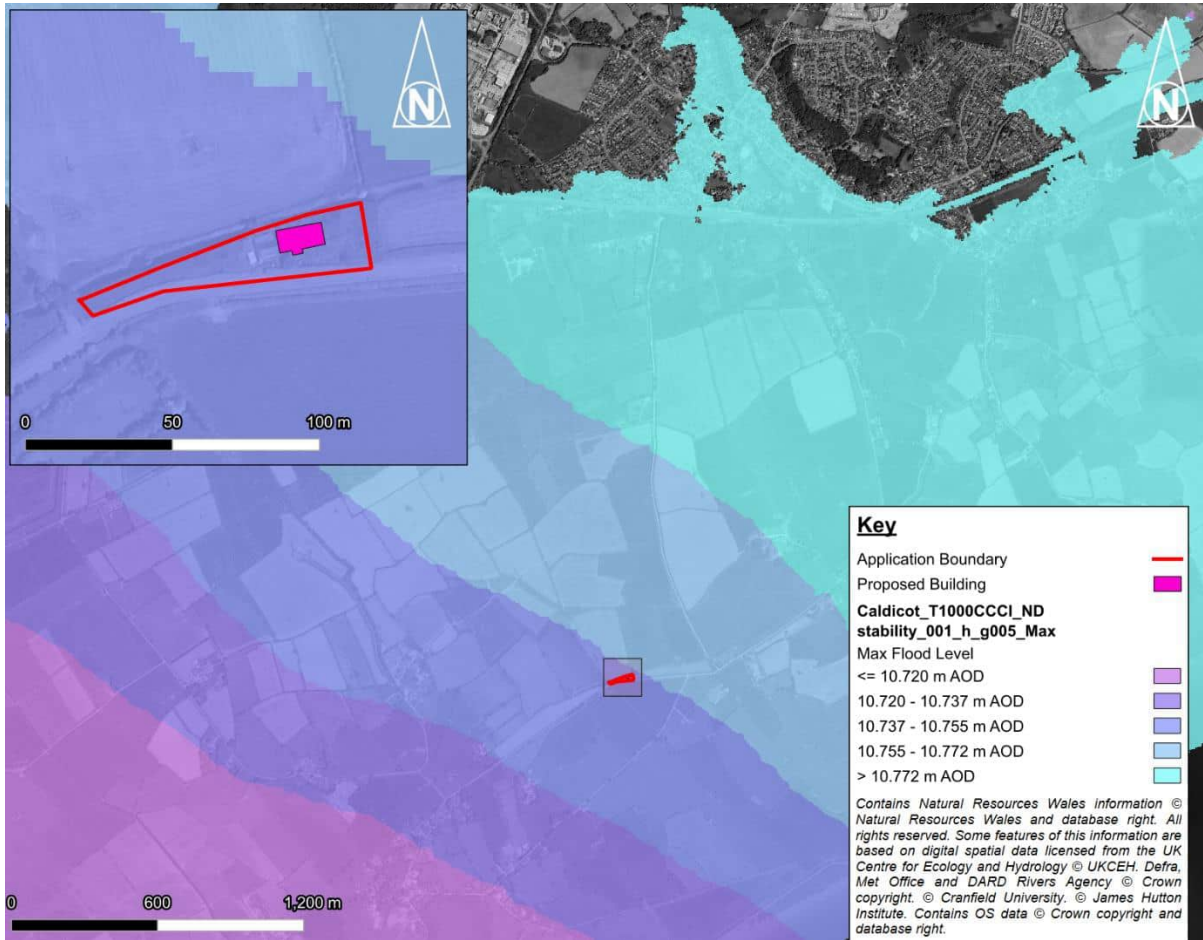 N
N
0 50 100 m
Key
Application Boundary
Proposed Building
Caldicot_T1000CCCI_ND
stability_001_h_g005_Max
Max Flood Level
<= 10.720 m AOD
10.720 - 10.737 m AOD
10.737 - 10.755 m AOD
10.755 - 10.772 m AOD
> 10.772 m AOD
Contains Natural Resources Wales information ©
Natural Resources Wales and database right. All
rights reserved. Some features of this information are
based on digital spatial data licensed from the UK
Centre for Ecology and Hydrology © UKCEH. Defra,
Met Office and DARD Rivers Agency © Crown
copyright. © Cranfield University. © James Hutton
Institute. Contains OS data © Crown copyright and
database right.
0 600 1,200 m